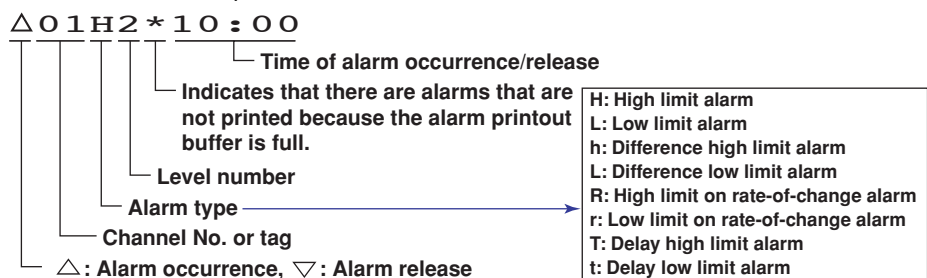 △01H2*10:00
Time of alarm occurrence/release
Indicates that there are alarms that are
not printed because the alarm printout
buffer is full.
Level number
Alarm type
Channel No. or tag
△: Alarm occurrence, ▽: Alarm release
H: High limit alarm
L: Low limit alarm
h: Difference high limit alarm
L: Difference low limit alarm
R: High limit on rate-of-change alarm
r: Low limit on rate-of-change alarm
T: Delay high limit alarm
t: Delay low limit alarm